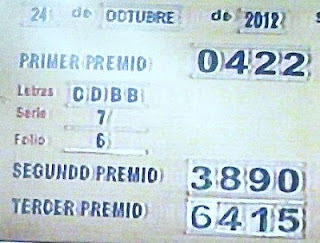 24 de OCTUBRE de 2012
PRIMER PREMIO 0422
Letras CDBB
Serie 7
Folio 6
SEGUNDO PREMIO 3890
TERCER PREMIO 6415